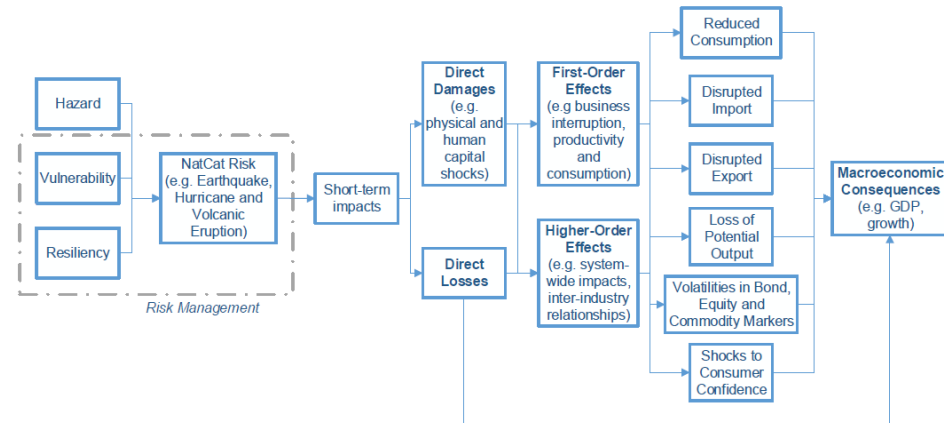 Hazard
Vulnerability
Resiliency
NatCat Risk
(e.g. Earthquake,
Hurricane and
Volcanic
Eruption)
Risk Management
Short-term
impacts
Direct
Damages
(e.g.
physical and
human
capital
shocks)
Direct
Losses
First-Order
Effects
(e.g business
interruption,
productivity
and
consumption)
Higher-Order
Effects
(e.g. system-
wide impacts,
inter-industry
relationships)
Reduced
Consumption
Disrupted
Import
Disrupted
Export
Loss of
Potential
Output
Volatilities in Bond,
Equity and
Commodity Markers
Shocks to
Consumer
Confidence
Macroeconomic
Consequences
(e.g. GDP,
growth)